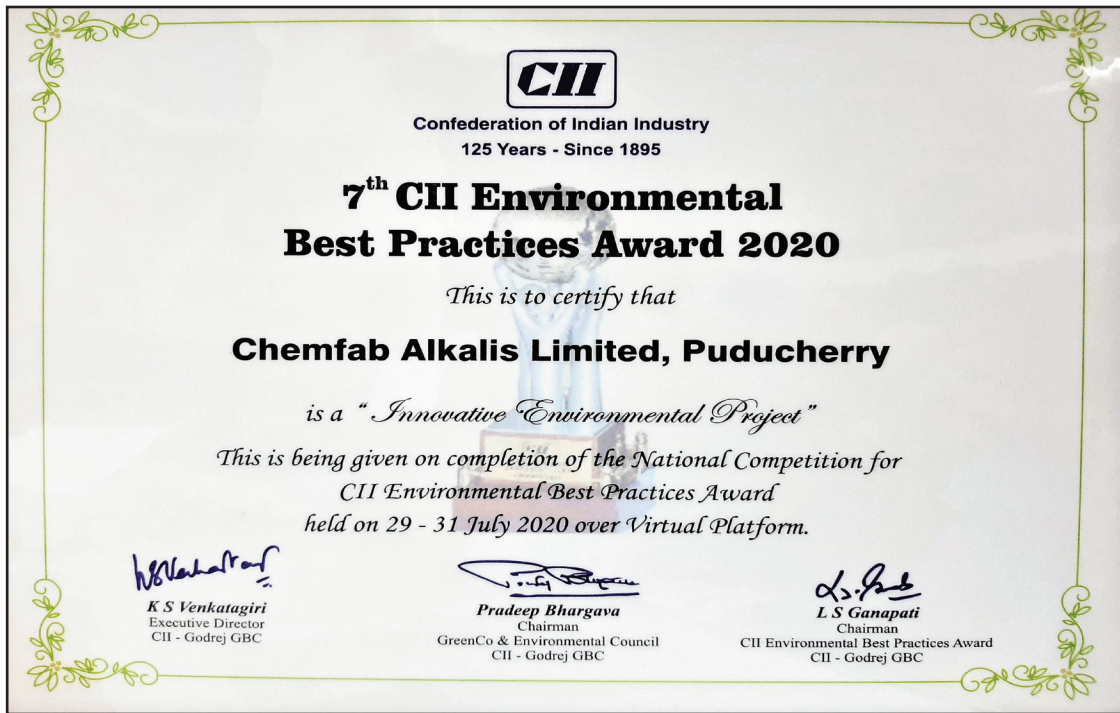 CII
Confederation of Indian Industry
125 Years - Since 1895
7th CII Environmental
Best Practices Award 2020
This is to certify that
Chemfab Alkalis Limited, Puducherry
is a “ Innovative Environmental Project”
This is being given on completion of the National Competition for
CII Environmental Best Practices Award
held on 29 - 31 July 2020 over Virtual Platform.
K S Venkatagiri
Executive Director
CII - Godrej GBC
Pradeep Bhargava
Chairman
GreenCo & Environmental Council
CII - Godrej GBC
L S Ganapati
Chairman
CII Environmental Best Practices Award
CII - Godrej GBC